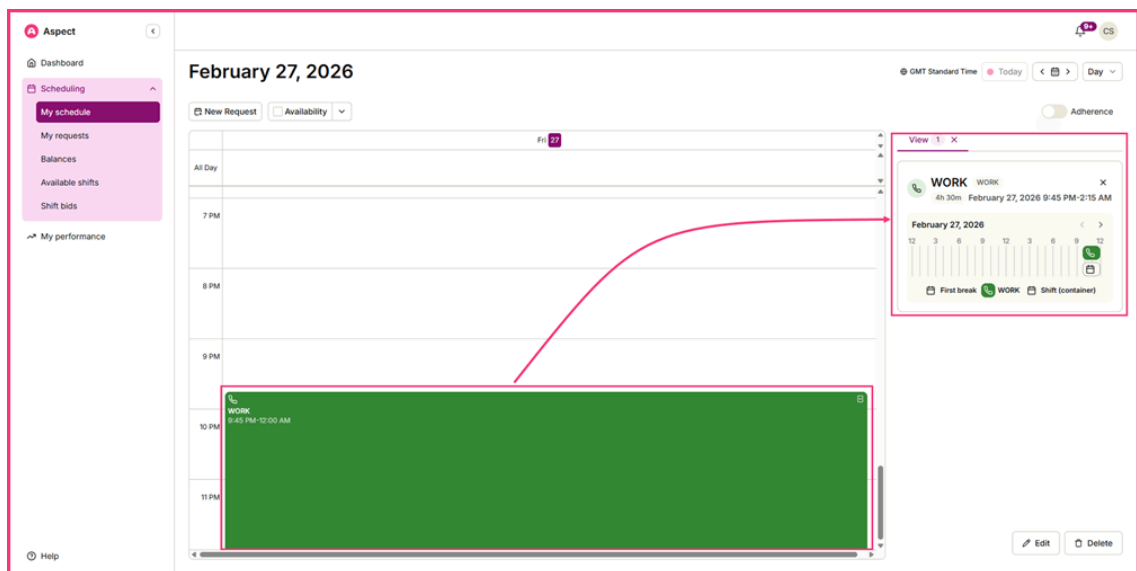 Aspect
9+
CS
Dashboard
Scheduling
My schedule
My requests
Balances
Available shifts
Shift bids
My performance
Help
February 27, 2026
GMT Standard Time
Today
Day
New Request
Availability
Adherence
Fri 27
All Day
7 PM
8 PM
9 PM
10 PM
11 PM
WORK
9:45 PM-12:00 AM
View 1
WORK WORK
4h 30m February 27, 2026 9:45 PM-2:15 AM
February 27, 2026
12 3 6 9 12 3 6 9 12
First break WORK Shift (container)
Edit
Delete